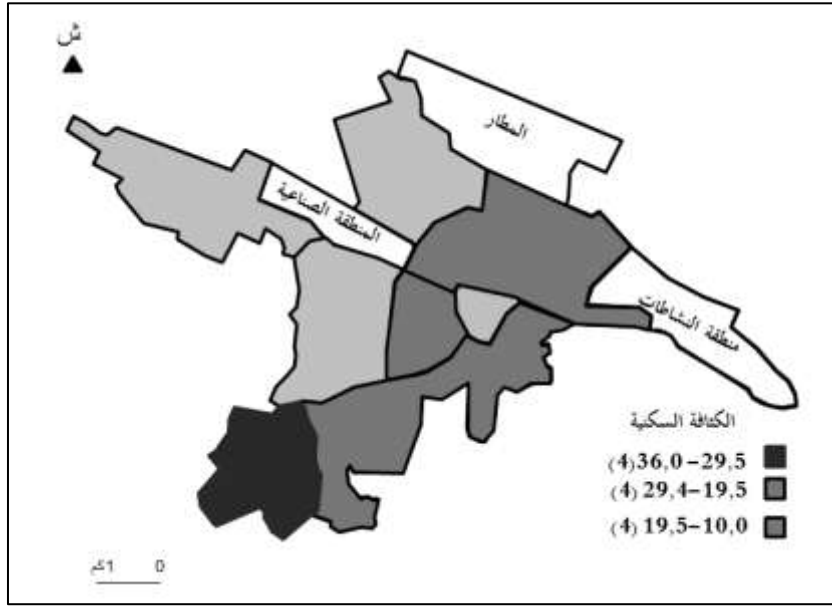 ش
المطار
المنطقة الصناعية
منطقة النشاطات
الكثافة السكنية
(4)36,0–29,5
(4) 29,4–19,5
(4) 19,5–10,0
1كم 0